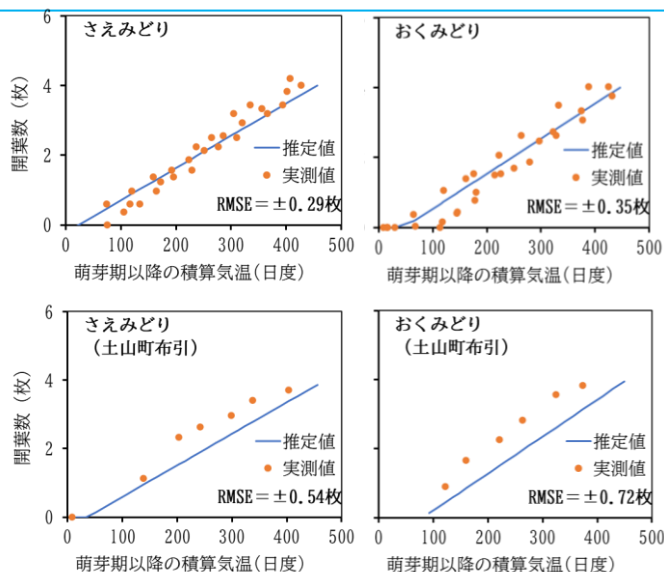 さえみどり
開葉数（枚）
6
4
2
0
推定値
実測値
RMSE＝±0.29枚
0 100 200 300 400 500
萌芽期以降の積算気温(日度)
おくみどり
推定値
実測値
RMSE＝±0.35枚
0 100 200 300 400 500
萌芽期以降の積算気温(日度)
さえみどり
（土山町布引）
開葉数（枚）
6
4
2
0
推定値
実測値
RMSE＝±0.54枚
0 100 200 300 400 500
萌芽期以降の積算気温(日度)
おくみどり
（土山町布引）
推定値
実測値
RMSE＝±0.72枚
0 100 200 300 400 500
萌芽期以降の積算気温(日度)